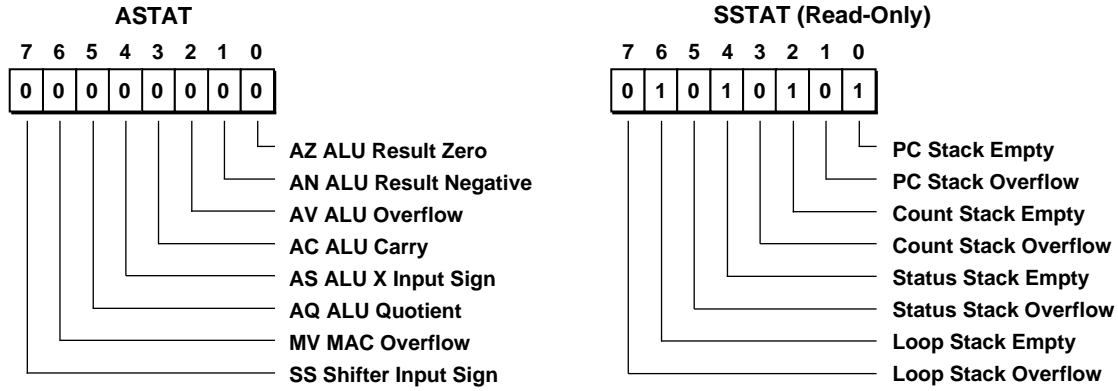 ASTAT
7 6 5 4 3 2 1 0
0 0 0 0 0 0 0 0
AZ ALU Result Zero
AN ALU Result Negative
AV ALU Overflow
AC ALU Carry
AS ALU X Input Sign
AQ ALU Quotient
MV MAC Overflow
SS Shifter Input Sign
SSTAT (Read-Only)
7 6 5 4 3 2 1 0
0 1 0 1 0 1 0 1
PC Stack Empty
PC Stack Overflow
Count Stack Empty
Count Stack Overflow
Status Stack Empty
Status Stack Overflow
Loop Stack Empty
Loop Stack Overflow